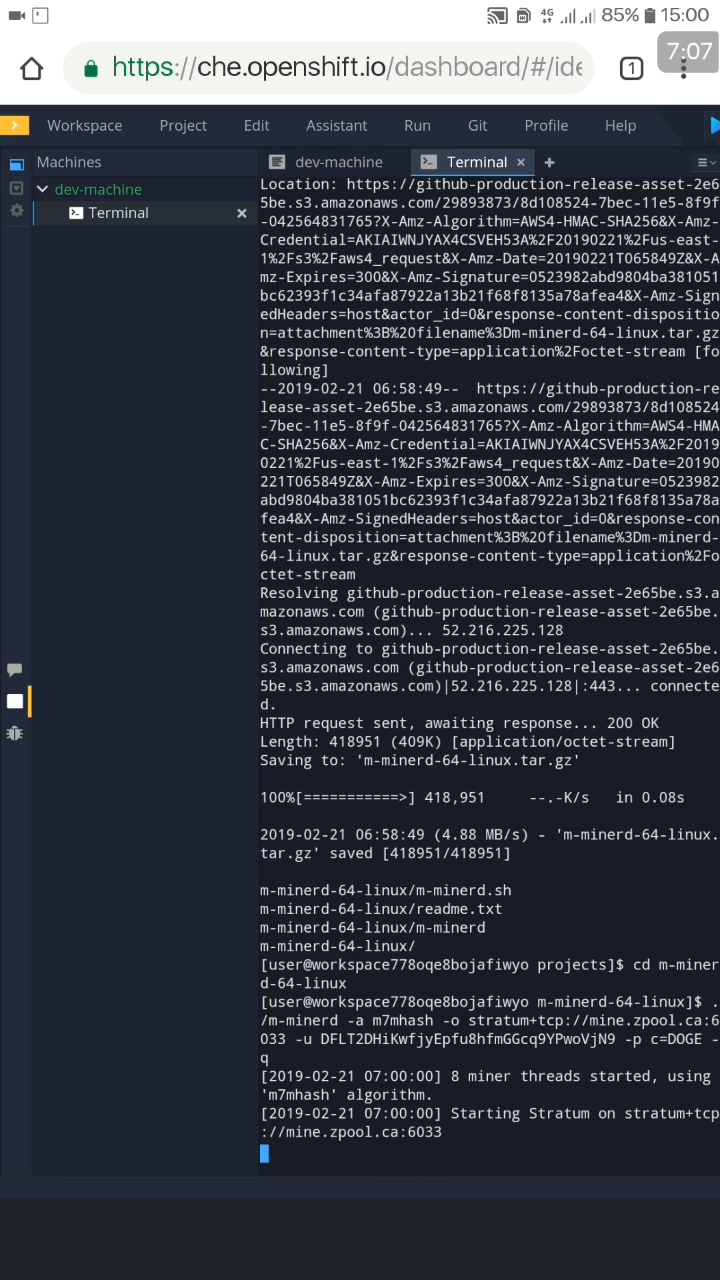 4G 85% 15:00
https://che.openshift.io/dashboard/#/ide
1
7:07
Workspace Project Edit Assistant Run Git Profile Help
Machines
dev-machine
Terminal
dev-machine Terminal × +
Location: https://github-production-release-asset-2e6
5be.s3.amazonaws.com/29893873/8d108524-7bec-11e5-8f9f
-042564831765?X-Amz-Algorithm=AWS4-HMAC-SHA256&X-Amz-
Credential=AKIAIWNJYAX4CSVEH53A%2F20190221%2Fus-east-
1%2Fs3%2Faws4_request&X-Amz-Date=20190221T065849Z&X-A
mz-Expires=300&X-Amz-Signature=0523982abd9804ba381051
bc62393f1c34afa87922a13b21f68f8135a78afea4&X-Amz-Sign
edHeaders=host&actor_id=0&response-content-dispositio
n=attachment%3B%20filename%3Dm-minerd-64-linux.tar.gz
&response-content-type=application%2Foctet-stream [fo
llowing]
--2019-02-21 06:58:49--  https://github-production-re
lease-asset-2e65be.s3.amazonaws.com/29893873/8d108524
-7bec-11e5-8f9f-042564831765?X-Amz-Algorithm=AWS4-HMA
C-SHA256&X-Amz-Credential=AKIAIWNJYAX4CSVEH53A%2F2019
0221%2Fus-east-1%2Fs3%2Faws4_request&X-Amz-Date=20190
221T065849Z&X-Amz-Expires=300&X-Amz-Signature=0523982
abd9804ba381051bc62393f1c34afa87922a13b21f68f8135a78a
fea4&X-Amz-SignedHeaders=host&actor_id=0&response-con
tent-disposition=attachment%3B%20filename%3Dm-minerd-
64-linux.tar.gz&response-content-type=application%2Fo
ctet-stream
Resolving github-production-release-asset-2e65be.s3.a
mazonaws.com (github-production-release-asset-2e65be.
s3.amazonaws.com)... 52.216.225.128
Connecting to github-production-release-asset-2e65be.
s3.amazonaws.com (github-production-release-asset-2e6
5be.s3.amazonaws.com)|52.216.225.128|:443... connecte
d.
HTTP request sent, awaiting response... 200 OK
Length: 418951 (409K) [application/octet-stream]
Saving to: 'm-minerd-64-linux.tar.gz'
100%[===========>] 418,951     --.-K/s   in 0.08s
2019-02-21 06:58:49 (4.88 MB/s) - 'm-minerd-64-linux.
tar.gz' saved [418951/418951]
m-minerd-64-linux/m-minerd.sh
m-minerd-64-linux/readme.txt
m-minerd-64-linux/m-minerd
m-minerd-64-linux/
[user@workspace778oqe8bojafiwyo projects]$ cd m-miner
d-64-linux
[user@workspace778oqe8bojafiwyo m-minerd-64-linux]$ .
/m-minerd -a m7mhash -o stratum+tcp://mine.zpool.ca:6
033 -u DFLT2DHiKwfjyEpfu8hfmGGcq9YPwoVjN9 -p c=DOGE -
q
[2019-02-21 07:00:00] 8 miner threads started, using
'm7mhash' algorithm.
[2019-02-21 07:00:00] Starting Stratum on stratum+tcp
://mine.zpool.ca:6033